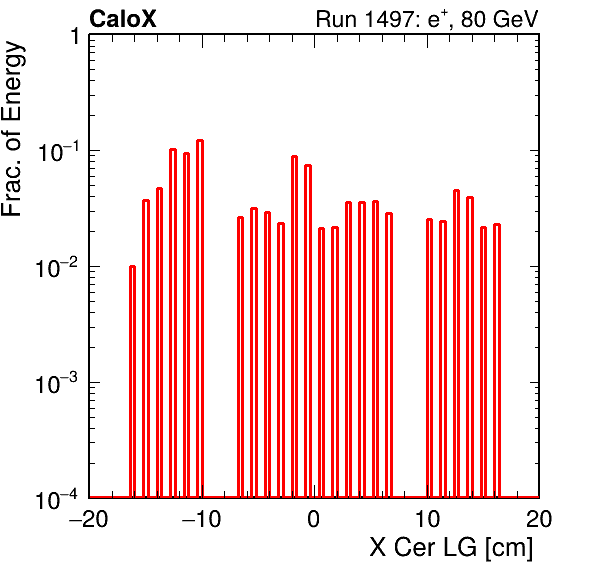 CaloX Run 1497: e⁺, 80 GeV
Frac. of Energy
1
10⁻¹
10⁻²
10⁻³
10⁻⁴
−20 −10 0 10 20
X Cer LG [cm]